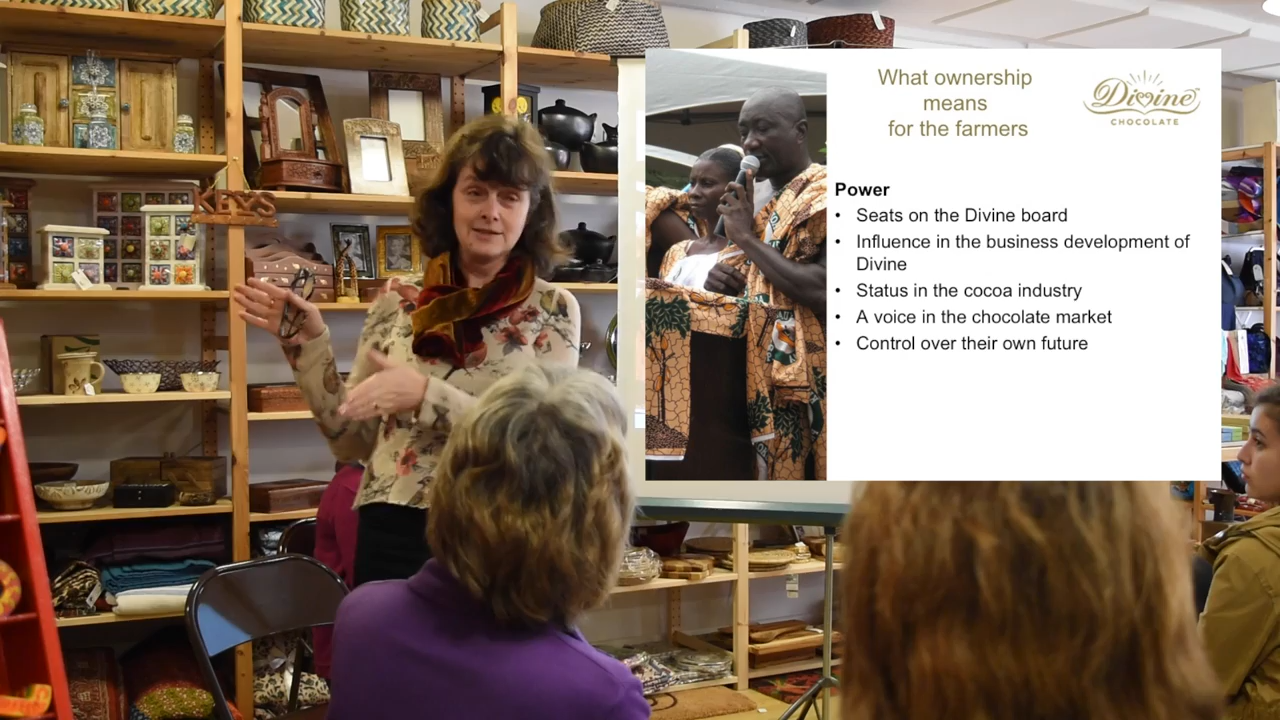 KEYS
What ownership
means
for the farmers
Divine
CHOCOLATE
Power
• Seats on the Divine board
• Influence in the business development of
Divine
• Status in the cocoa industry
• A voice in the chocolate market
• Control over their own future